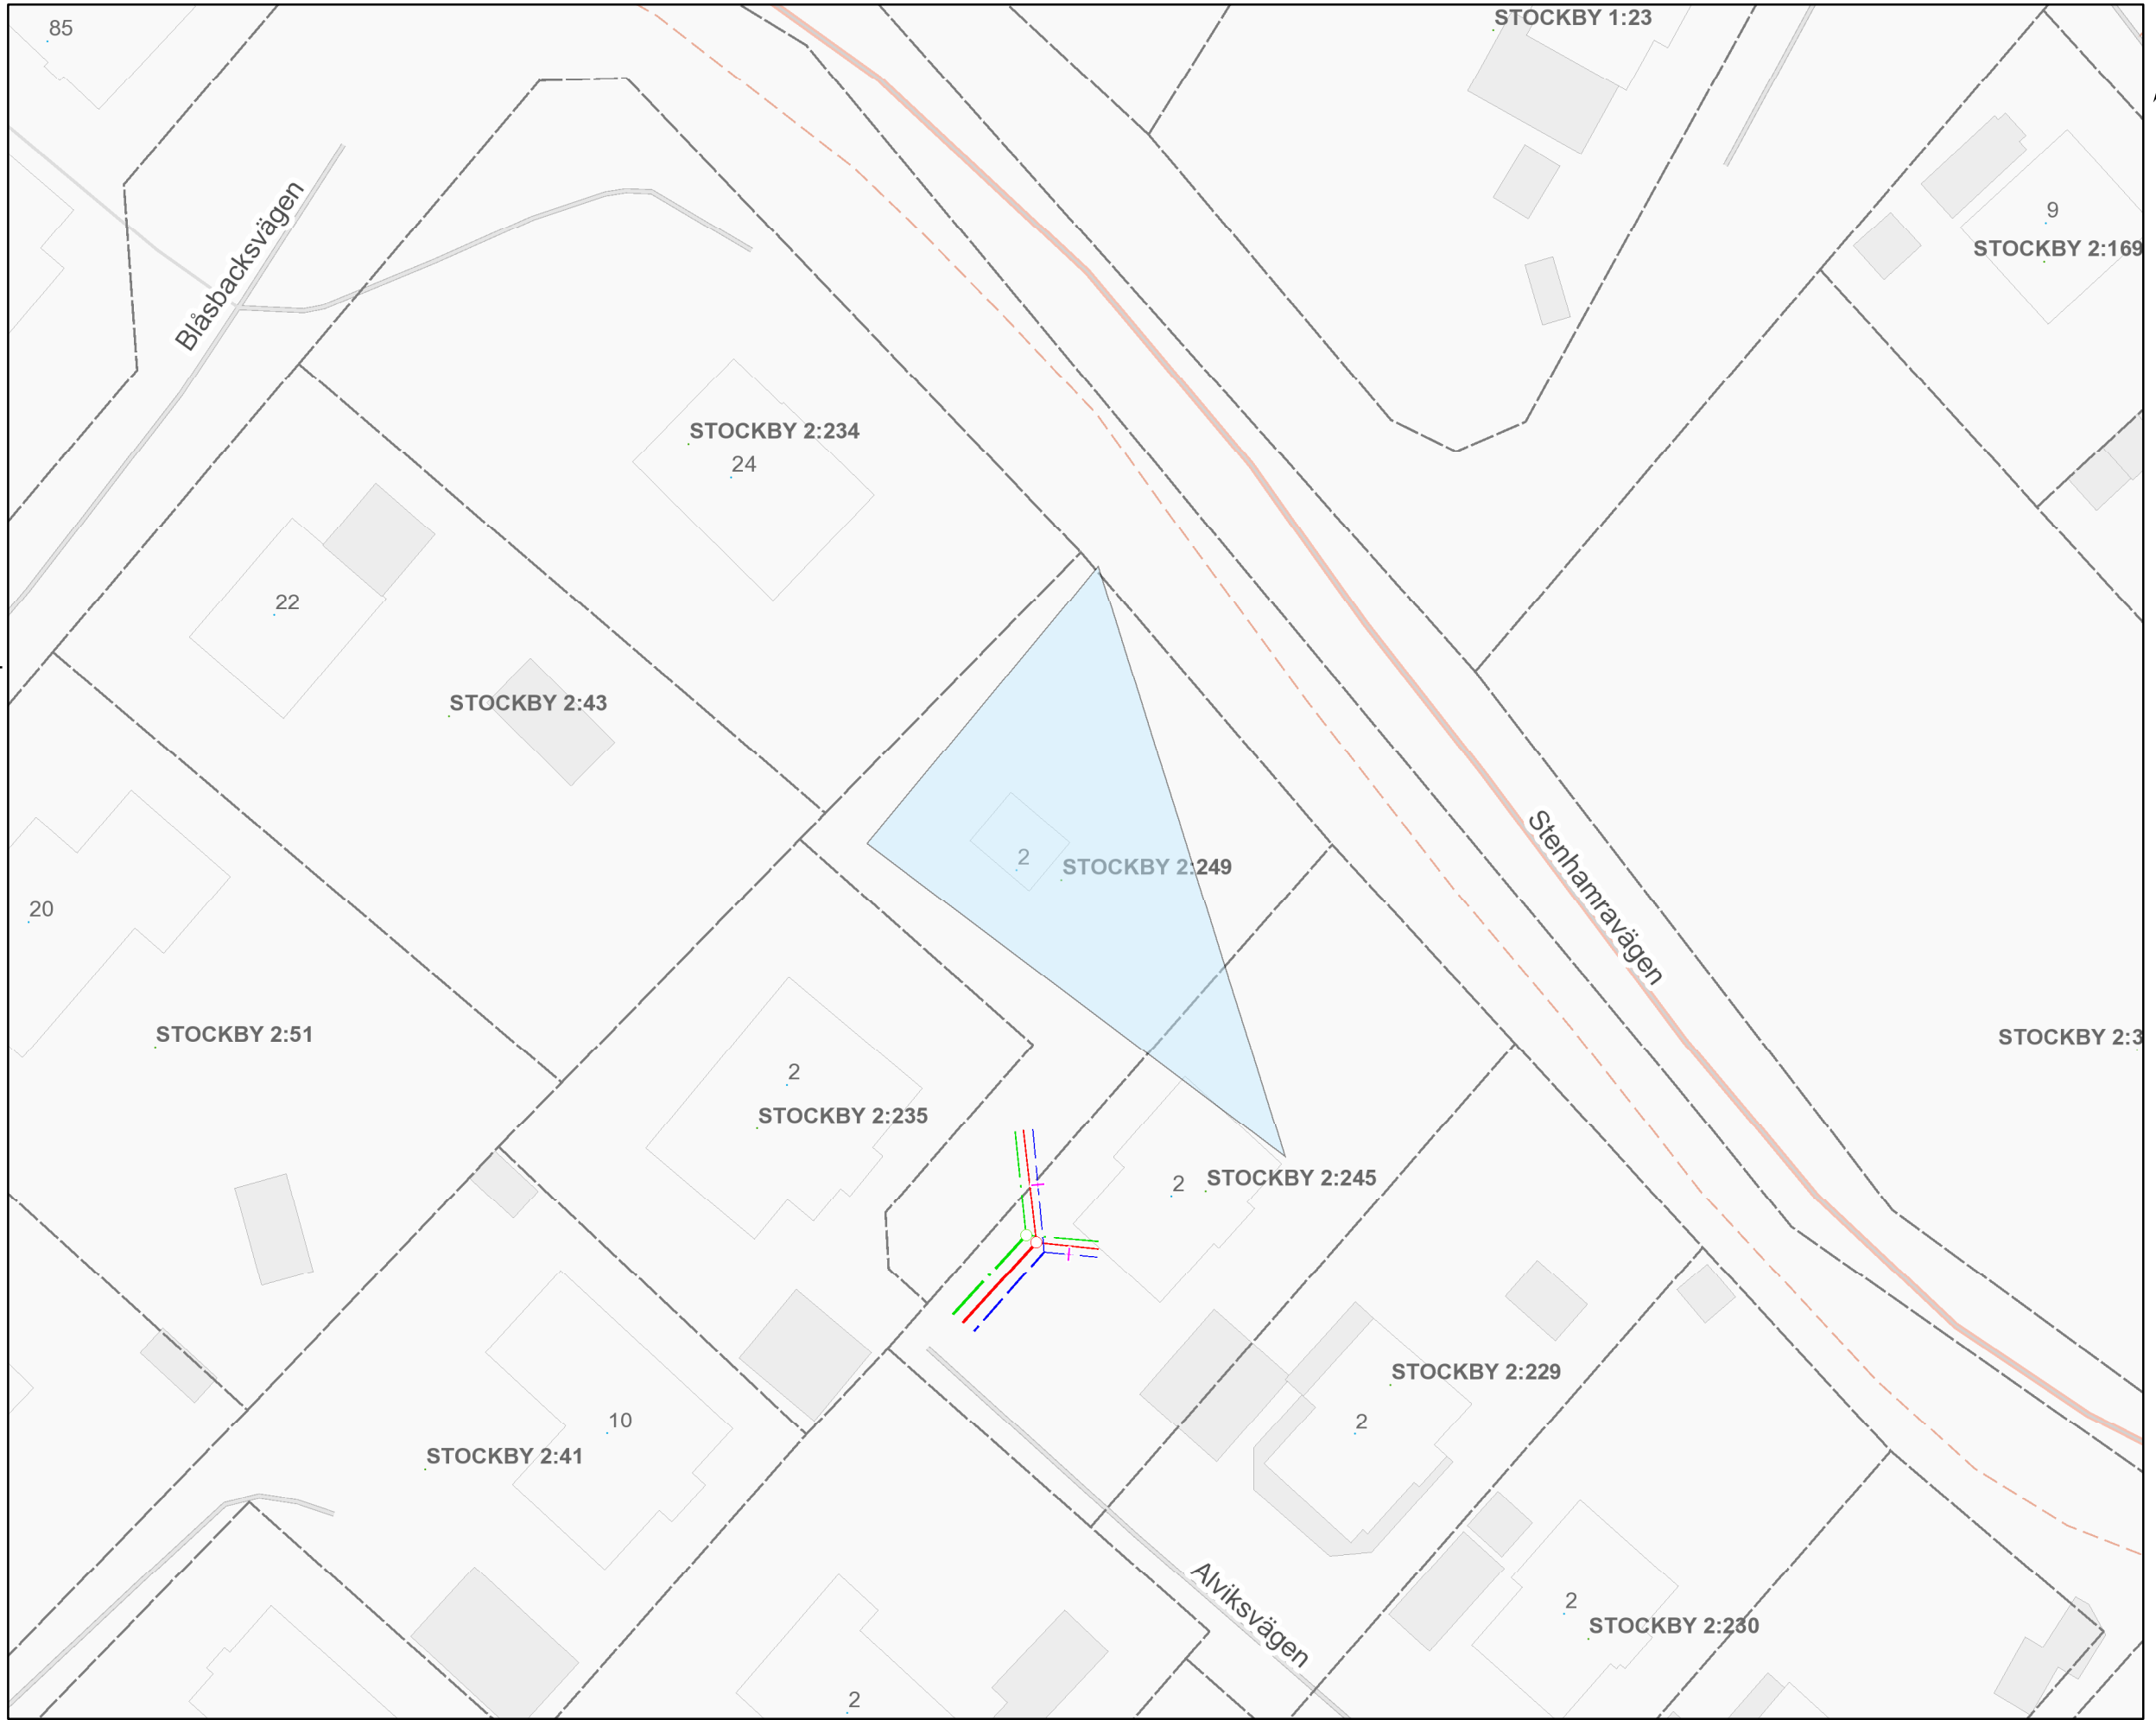 85
STOCKBY 1:23
9
STOCKBY 2:169
Blåsbacksvägen
STOCKBY 2:234
24
22
STOCKBY 2:43
2
STOCKBY 2:249
Stenhamravägen
20
STOCKBY 2:51
STOCKBY 2:3
2
STOCKBY 2:235
2
STOCKBY 2:245
STOCKBY 2:229
2
10
STOCKBY 2:41
Alviksvägen
2
STOCKBY 2:230
2